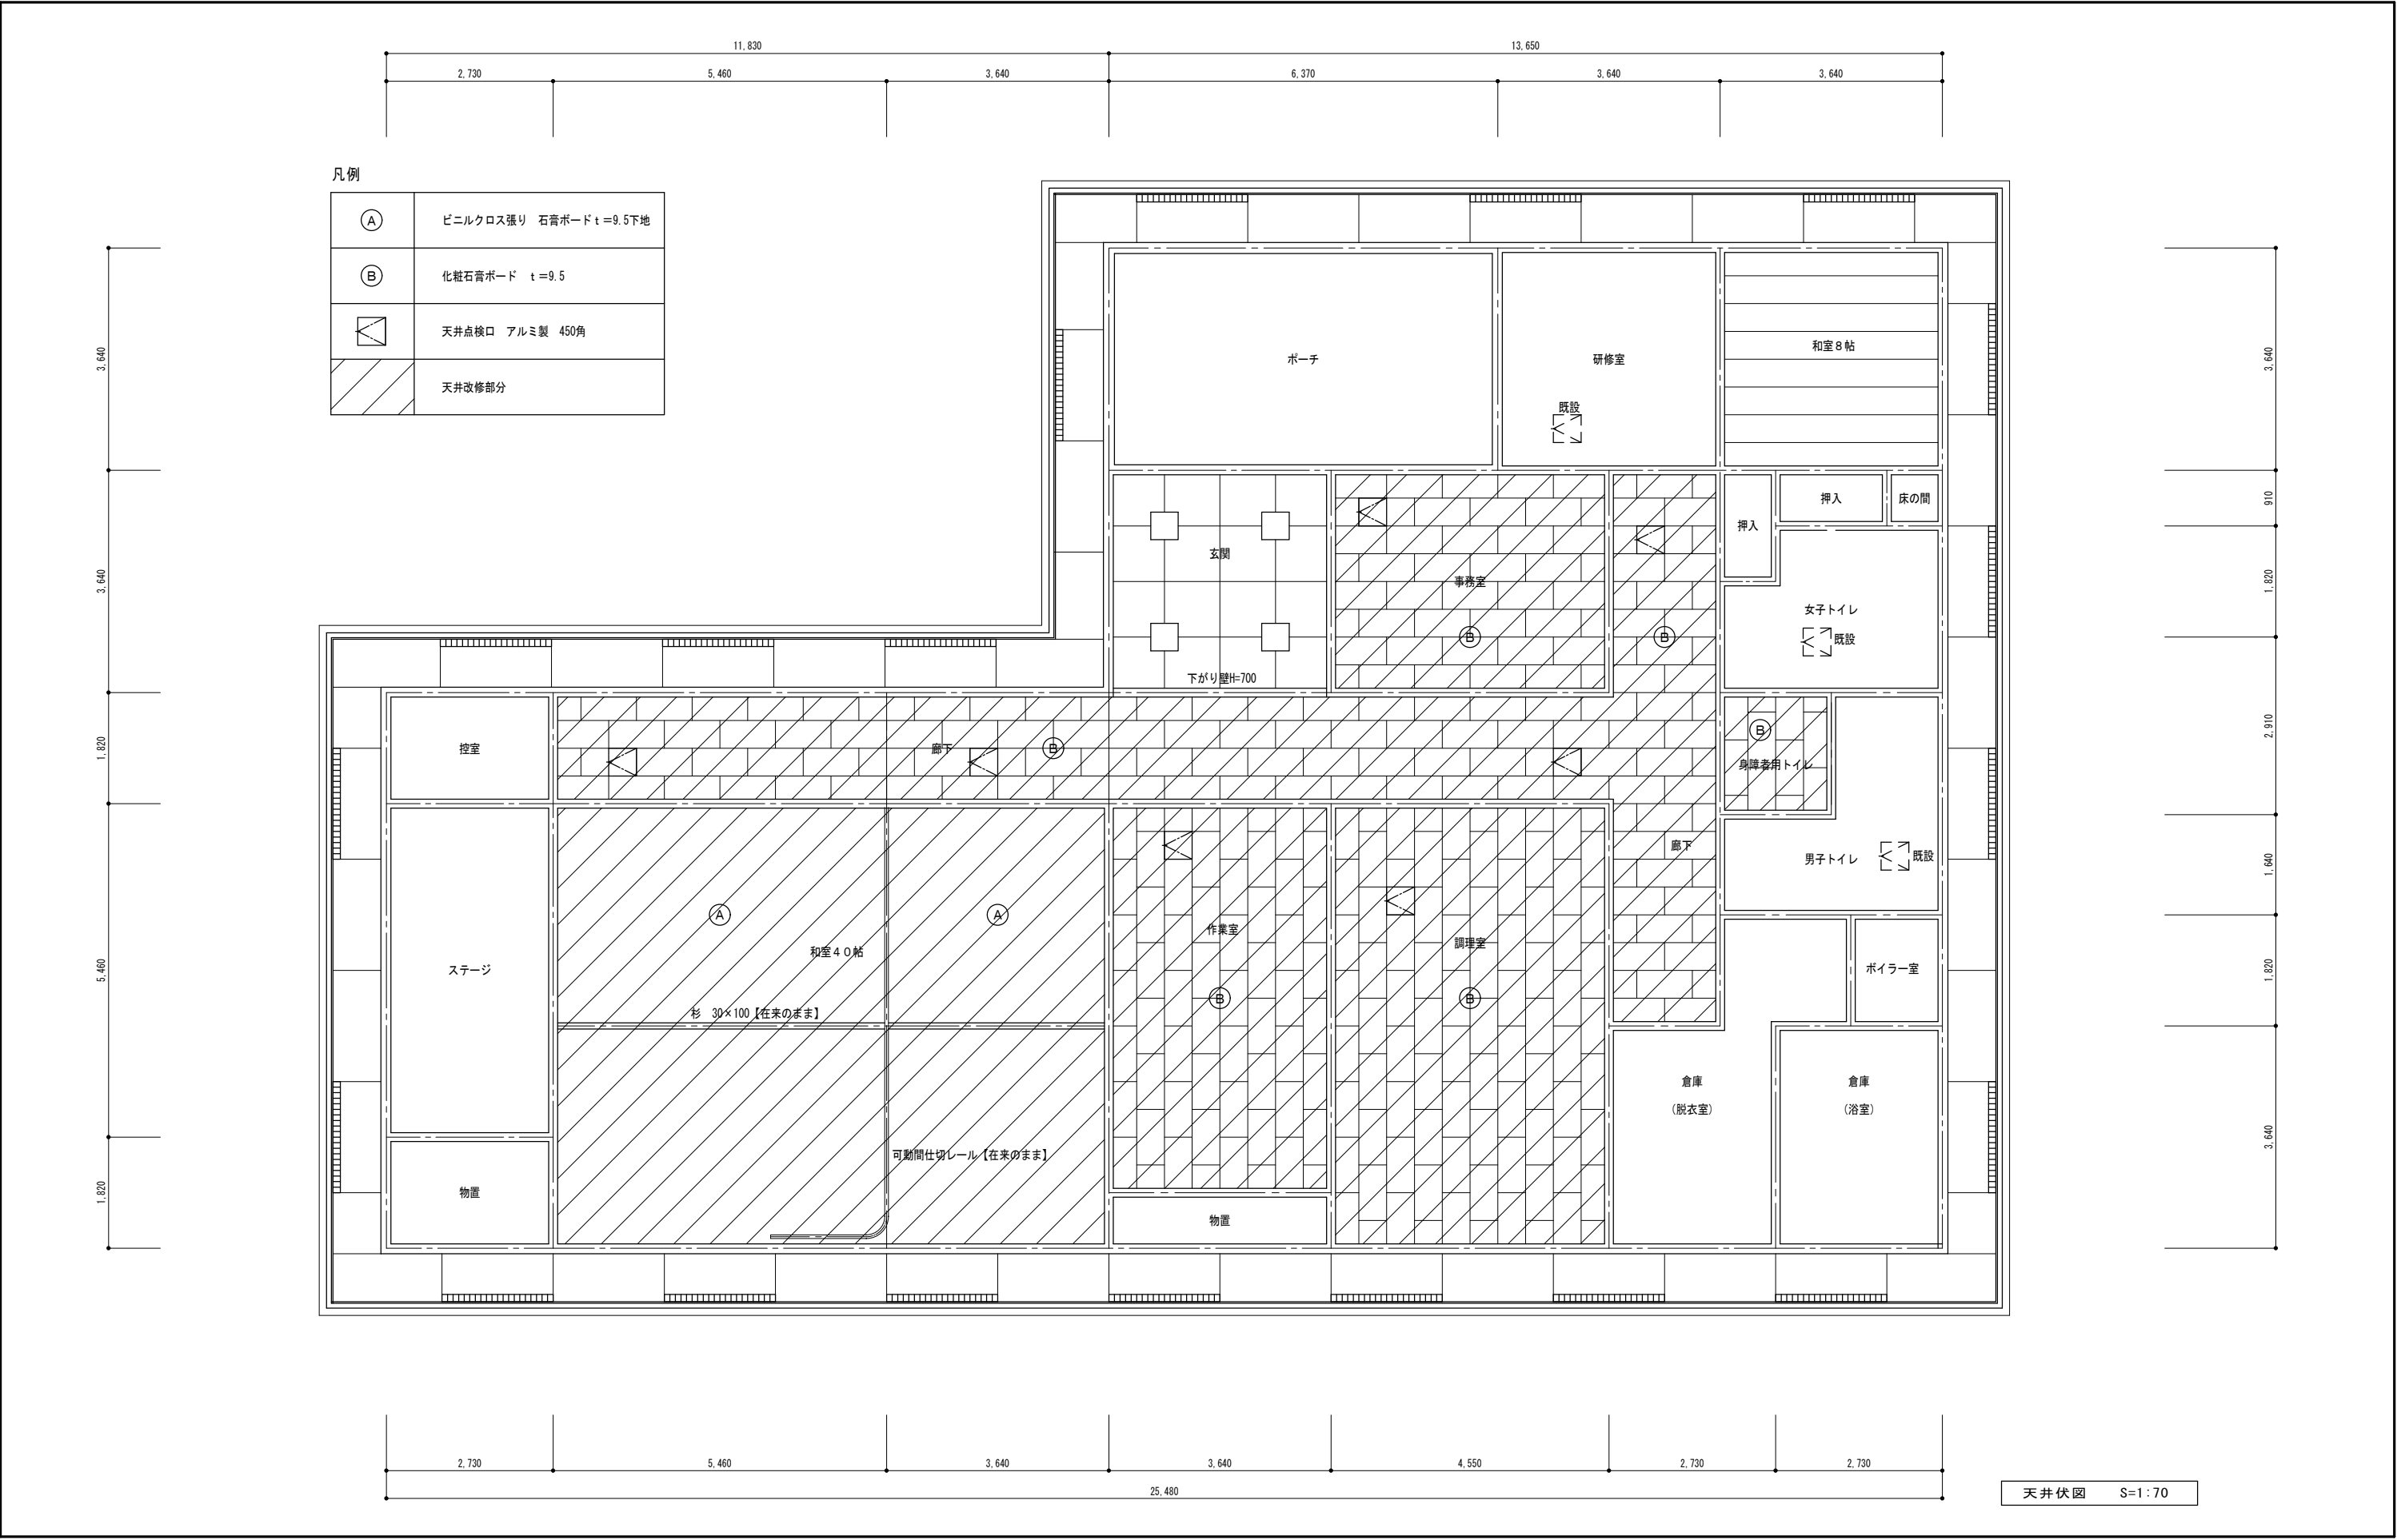 11,830
13,650
2,730
5,460
3,640
6,370
3,640
3,640
凡例
A
ビニルクロス張り 石膏ボードｔ＝9.5下地
B
化粧石膏ボード ｔ＝9.5
天井点検口 アルミ製 450角
天井改修部分
3,640
3,640
1,820
5,460
1,820
3,640
910
1,820
2,910
1,640
1,820
3,640
ポーチ
研修室
既設
和室８帖
玄関
下がり壁H=700
事務室
B
B
押入
押入
床の間
女子トイレ
既設
控室
廊下
B
B
身障者用トイレ
ステージ
A
A
和室４０帖
杉 30×100【在来のまま】
可動間仕切レール【在来のまま】
作業室
B
調理室
B
廊下
男子トイレ
既設
ボイラー室
倉庫
（脱衣室）
倉庫
（浴室）
物置
物置
2,730
5,460
3,640
3,640
4,550
2,730
2,730
25,480
天井伏図 S=1:70